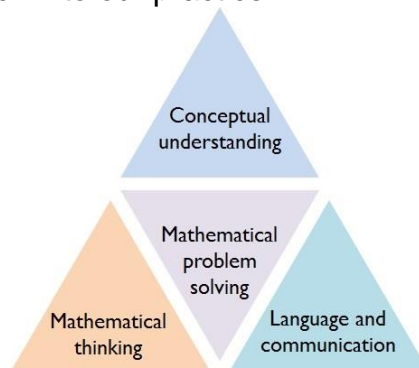 Conceptual
understanding
Mathematical
problem
solving
Mathematical
thinking
Language and
communication